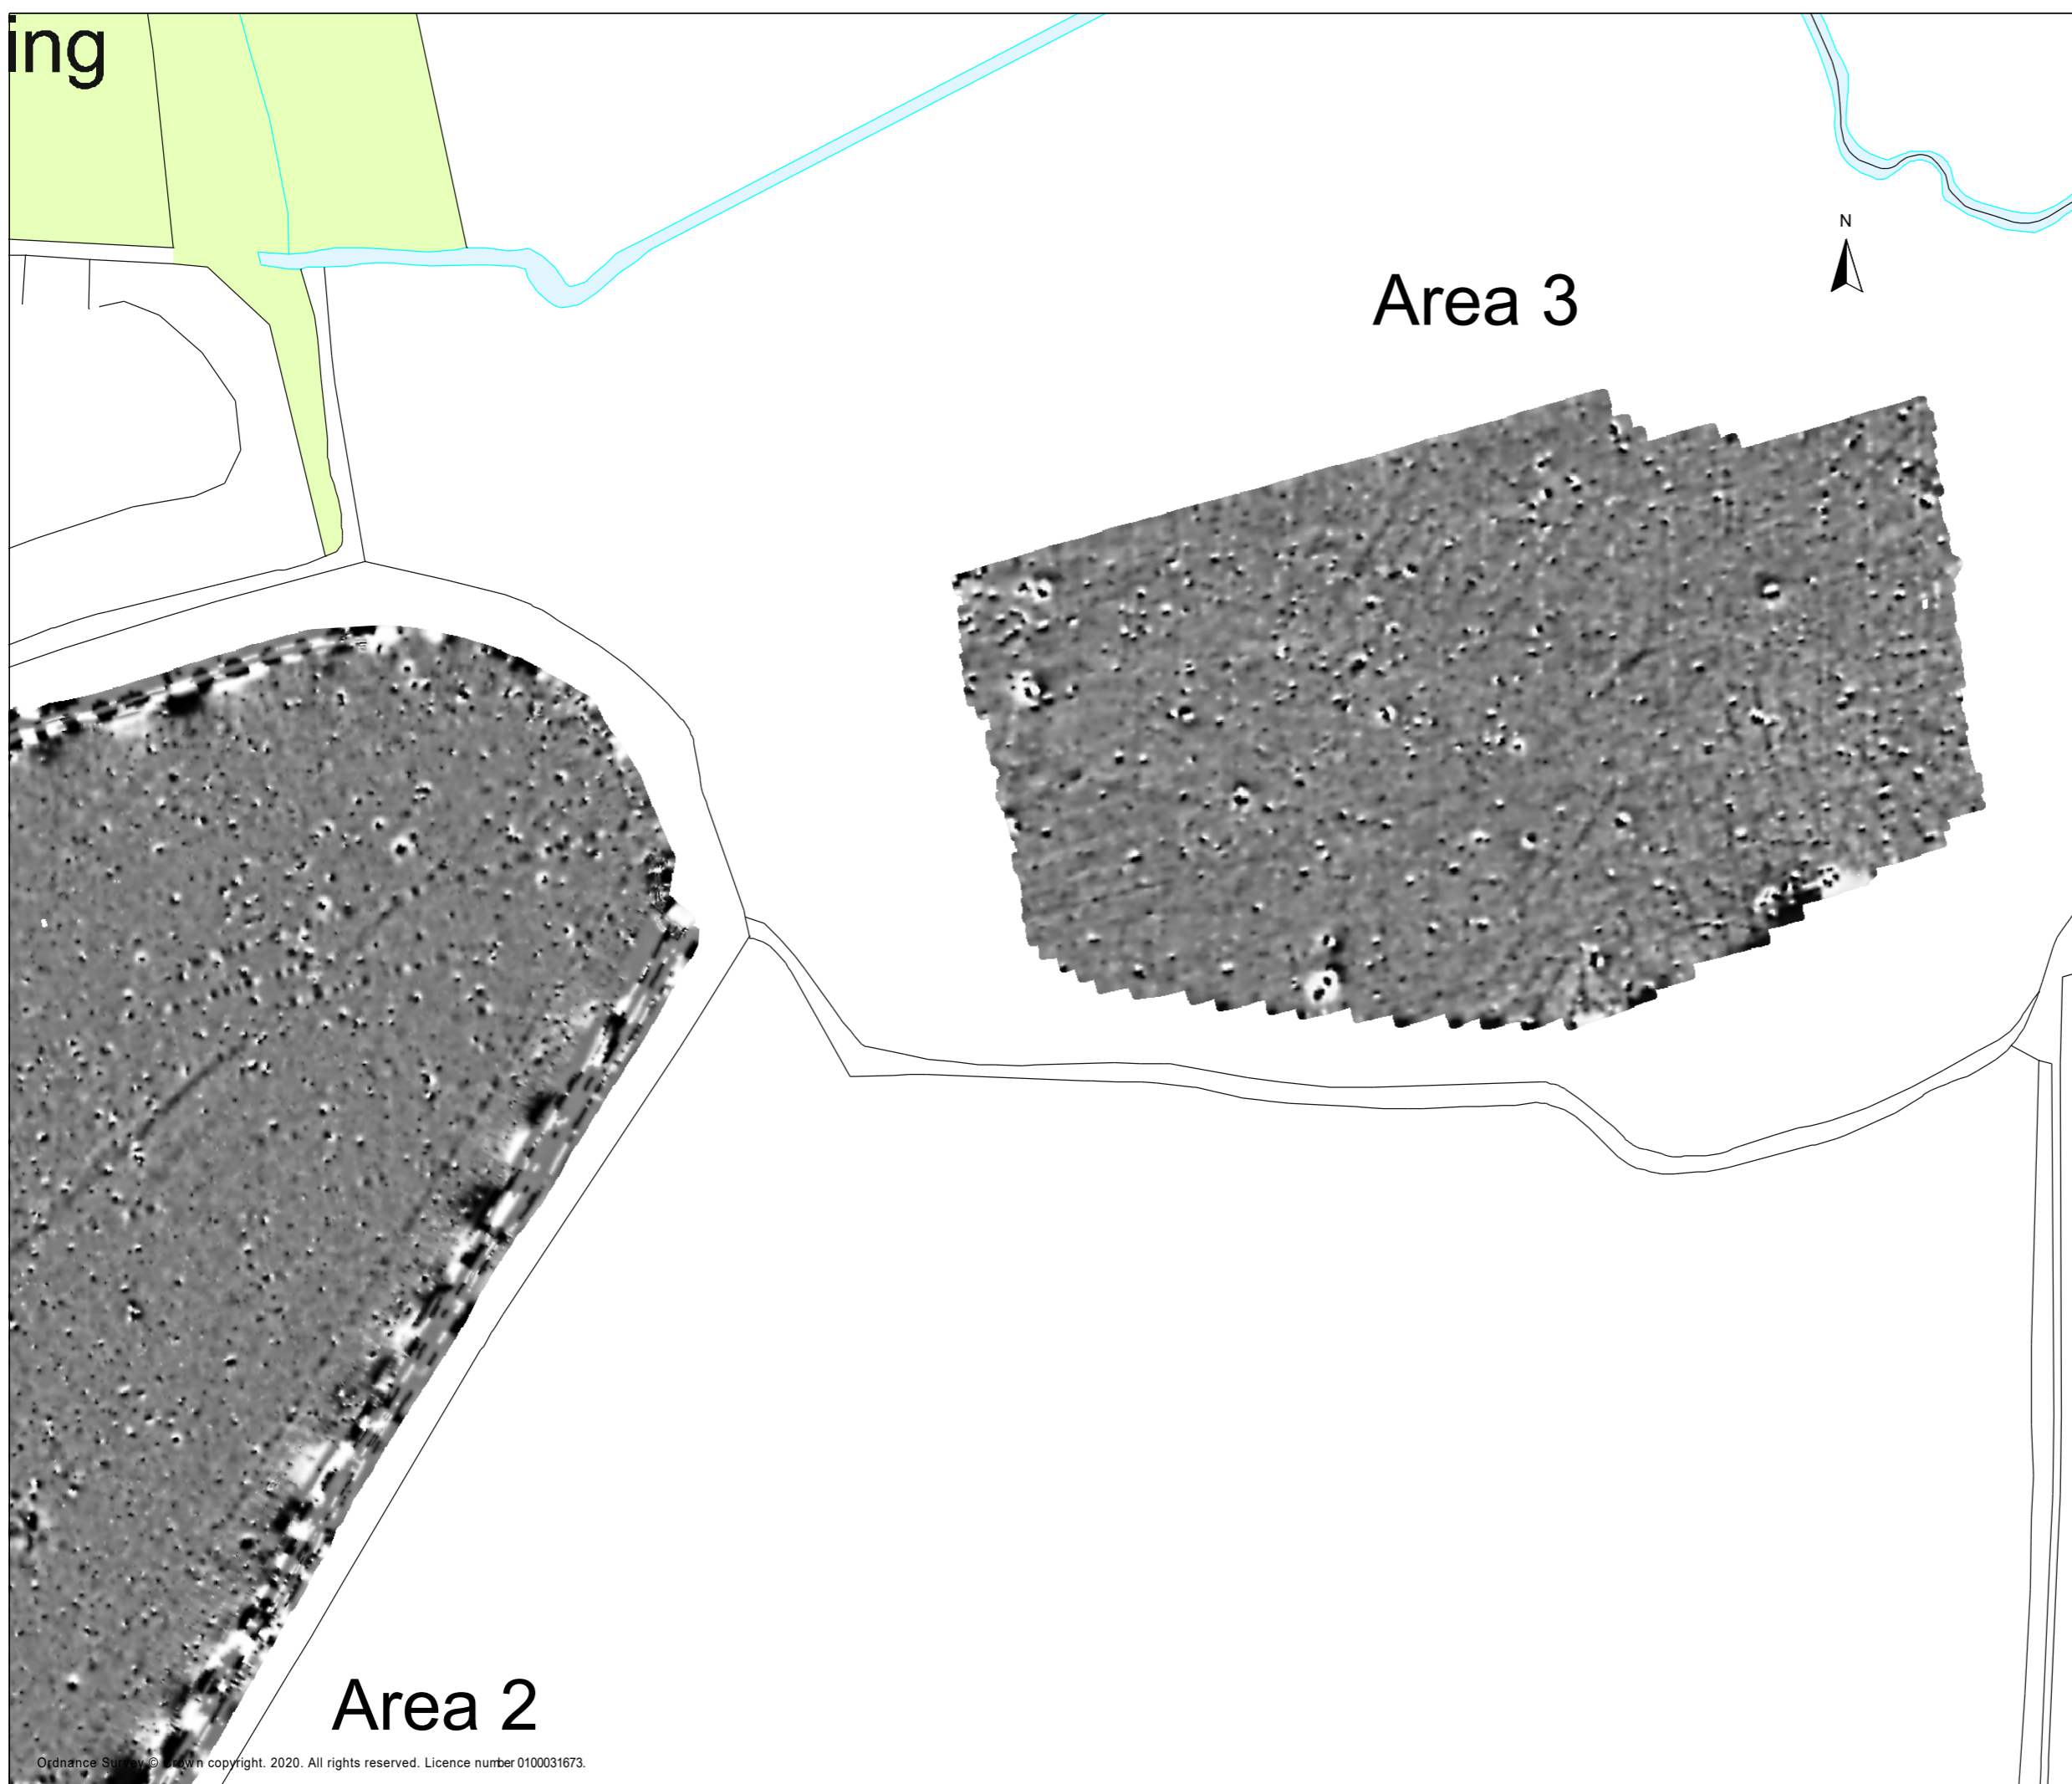 ing
N
Area 3
Area 2
Ordnance Survey © Crown copyright. 2020. All rights reserved. Licence number 0100031673.